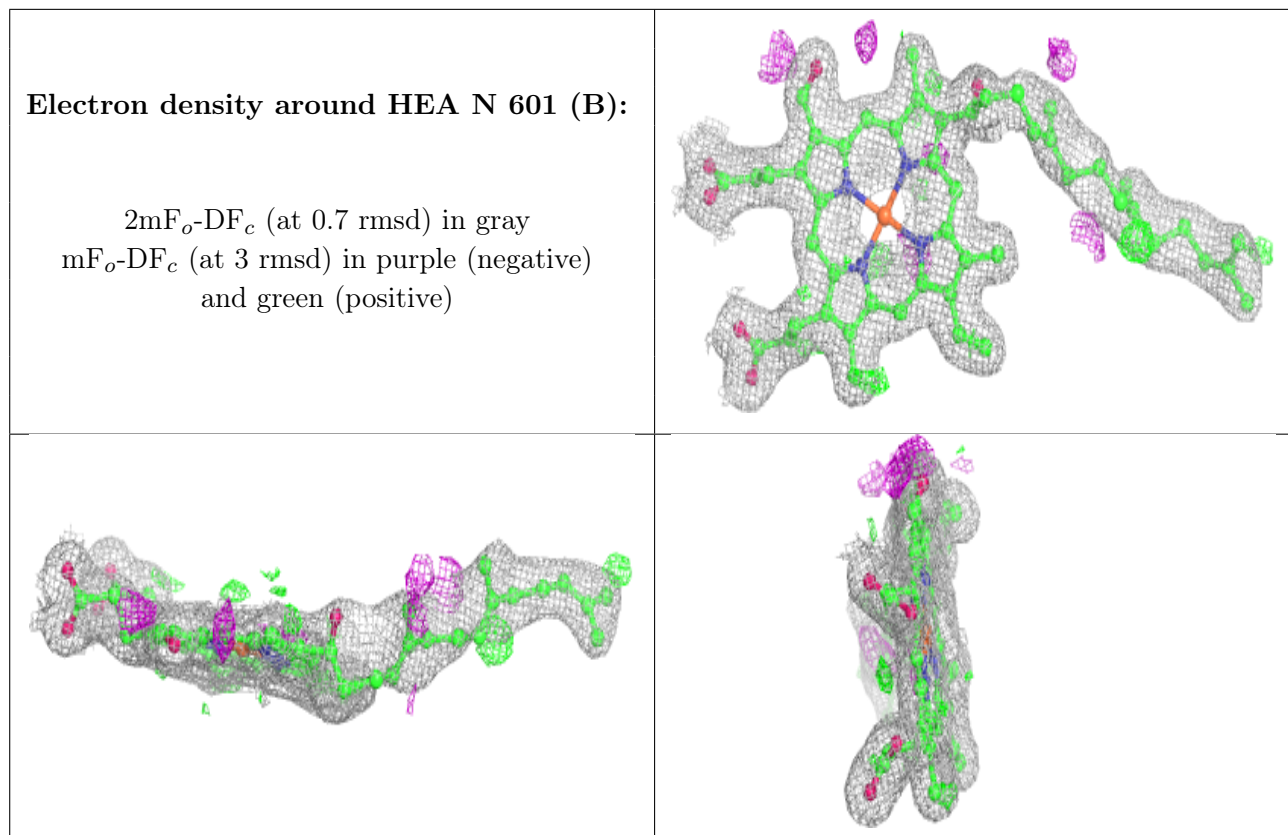 Electron density around HEA N 601 (B):
2mFo-DFc (at 0.7 rmsd) in gray
mFo-DFc (at 3 rmsd) in purple (negative)
and green (positive)